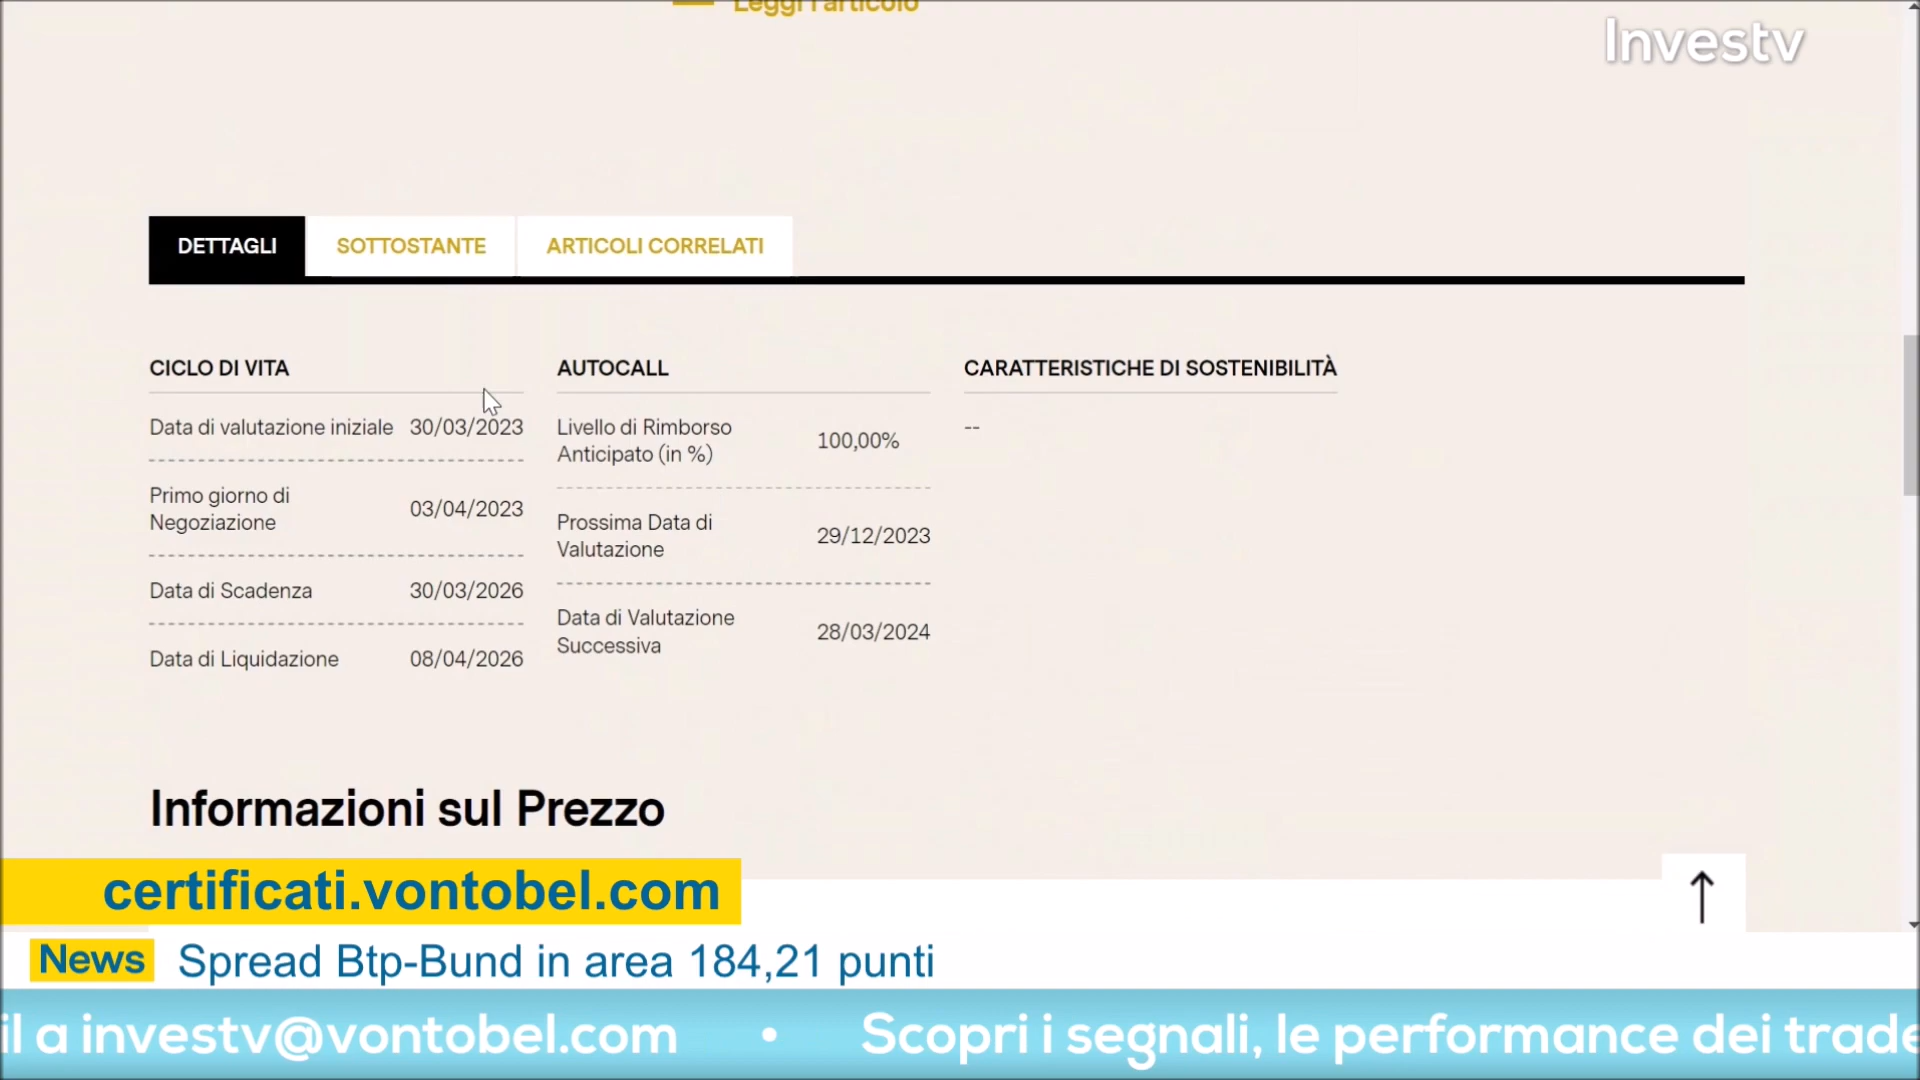 Leggi l'articolo
Investv
DETTAGLI
SOTTOSTANTE
ARTICOLI CORRELATI
CICLO DI VITA
Data di valutazione iniziale 30/03/2023
Primo giorno di
Negoziazione
03/04/2023
Data di Scadenza 30/03/2026
Data di Liquidazione 08/04/2026
AUTOCALL
Livello di Rimborso
Anticipato (in %)
100,00%
Prossima Data di
Valutazione
29/12/2023
Data di Valutazione
Successiva
28/03/2024
CARATTERISTICHE DI SOSTENIBILITÀ
--
Informazioni sul Prezzo
certificati.vontobel.com
News Spread Btp-Bund in area 184,21 punti
il a investv@vontobel.com • Scopri i segnali, le performance dei trade